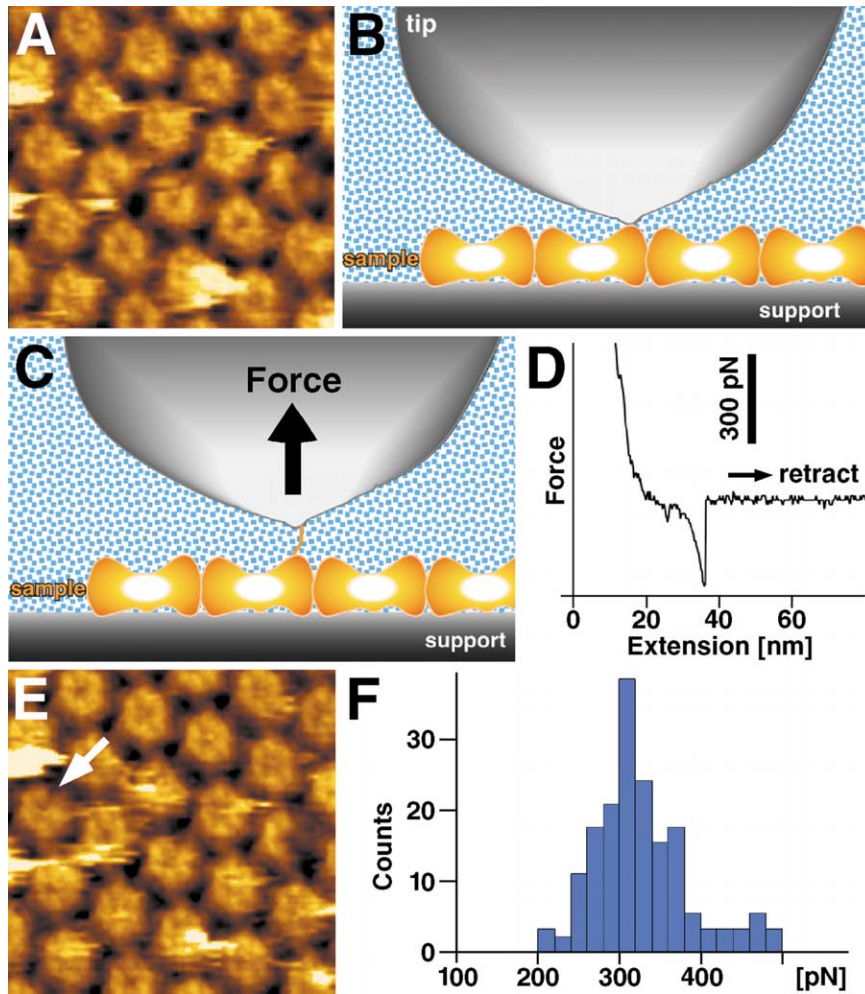 A
B
tip
sample
support
C
Force
sample
support
D
Force
300 pN
retract
0
20
40
60
Extension [nm]
E
F
Counts
30
20
10
0
100
200
300
400
[pN]